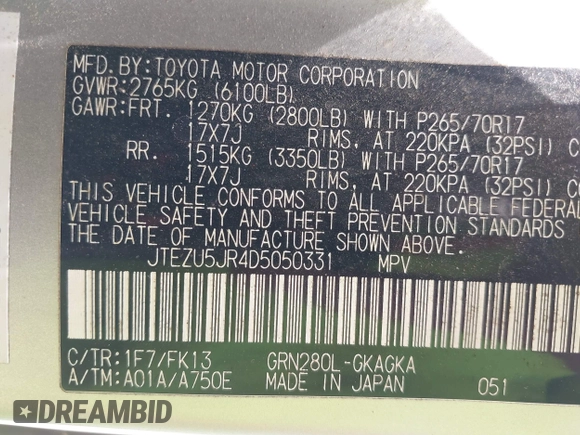 MFD.BY:TOYOTA MOTOR CORPORATION
GVWR:2765KG (6100LB)
GAWR:FRT. 1270KG (2800LB) WITH P265/70R17
17X7J RIMS, AT 220KPA (32PSI) C
RR. 1515KG (3350LB) WITH P265/70R17
17X7J RIMS, AT 220KPA (32PSI) C
THIS VEHICLE CONFORMS TO ALL APPLICABLE FEDERA
VEHICLE SAFETY AND THEFT PREVENTION STANDARDS
THE DATE OF MANUFACTURE SHOWN ABOVE.
JTEZU5JR4D5050331 MPV
C/TR:1F7/FK13 GRN280L-GKAGKA
A/TM:A01A/A750E MADE IN JAPAN 051
DREAMBID